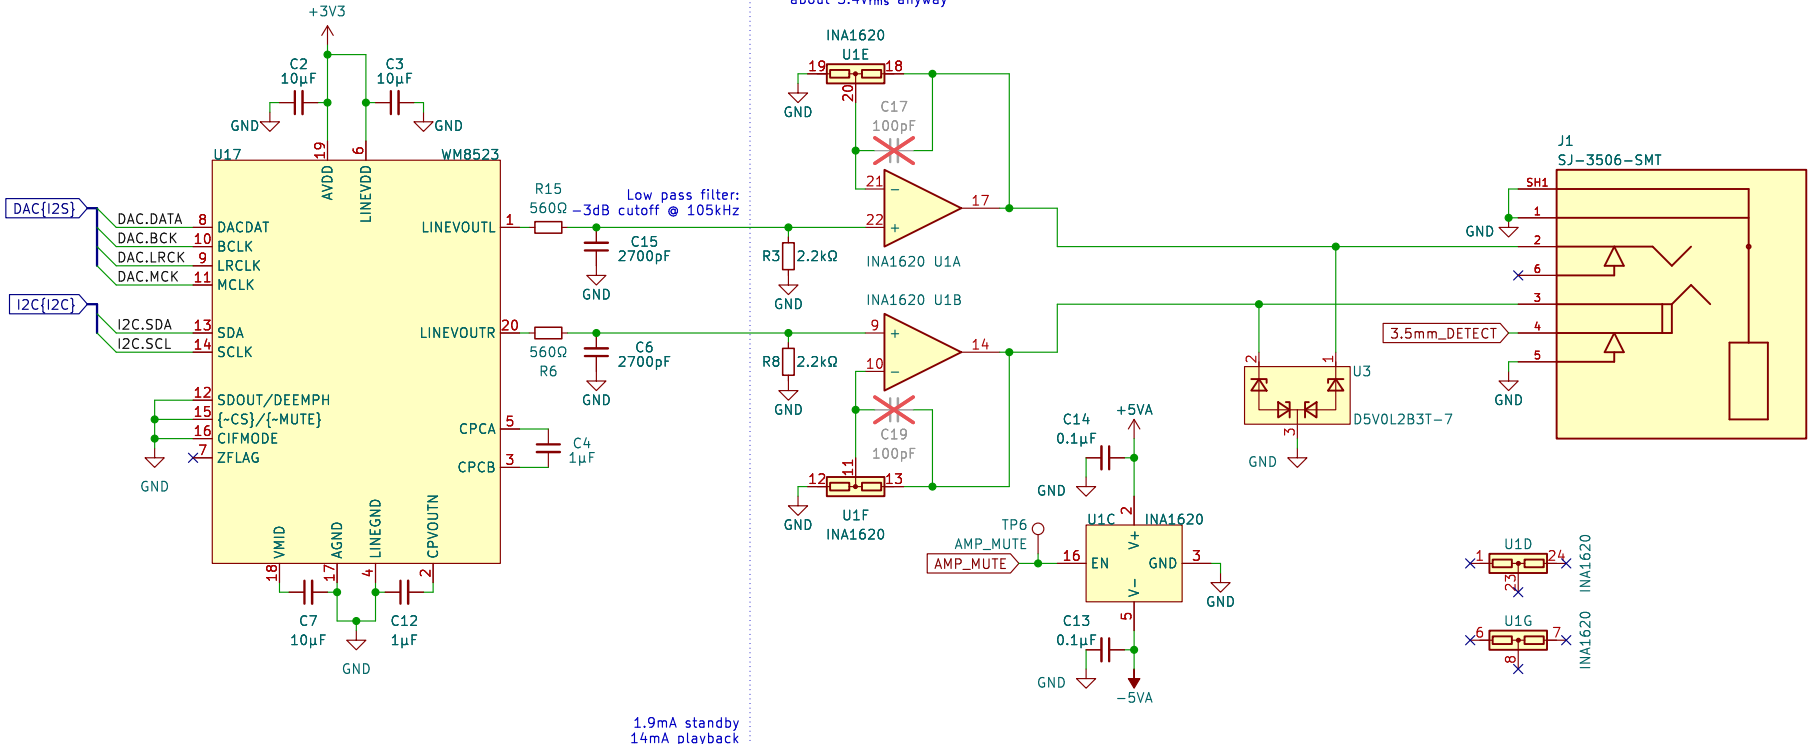 about 3.4Vrms anyway
+3V3
C2
10µF
C3
10µF
GND
GND
U17
WM8523
19
6
AVDD
LINEVDD
DAC{I2S}
DAC.DATA
DAC.BCK
DAC.LRCK
DAC.MCK
8
10
9
11
DACDAT
BCLK
LRCLK
MCLK
I2C{I2C}
I2C.SDA
I2C.SCL
13
14
SDA
SCLK
12
15
16
7
SDOUT/DEEMPH
{~CS}/{~MUTE}
CIFMODE
ZFLAG
GND
LINEVOUTL
1
LINEVOUTR
20
CPCA
5
CPCB
3
C4
1µF
VMID
AGND
LINEGND
CPVOUTN
18
17
4
2
C7
10µF
C12
1µF
GND
R15
560Ω
Low pass filter:
-3dB cutoff @ 105kHz
C15
2700pF
GND
560Ω
R6
C6
2700pF
GND
R3
2.2kΩ
GND
R8
2.2kΩ
GND
INA1620
U1E
19
18
20
GND
C17
100pF
21
22
-
+
17
INA1620 U1A
INA1620 U1B
9
10
+
-
14
C19
100pF
11
12
13
GND
U1F
INA1620
1.9mA standby
14mA playback
+5VA
C14
0.1µF
GND
2
U1C
INA1620
TP6
AMP_MUTE
AMP_MUTE
16
EN
V+
V-
GND
3
GND
5
C13
0.1µF
GND
-5VA
2
1
U3
D5V0L2B3T-7
3
GND
J1
SJ-3506-SMT
SH1
1
GND
2
6
3
3.5mm_DETECT
4
5
GND
U1D
1
24
23
INA1620
U1G
6
7
8
INA1620